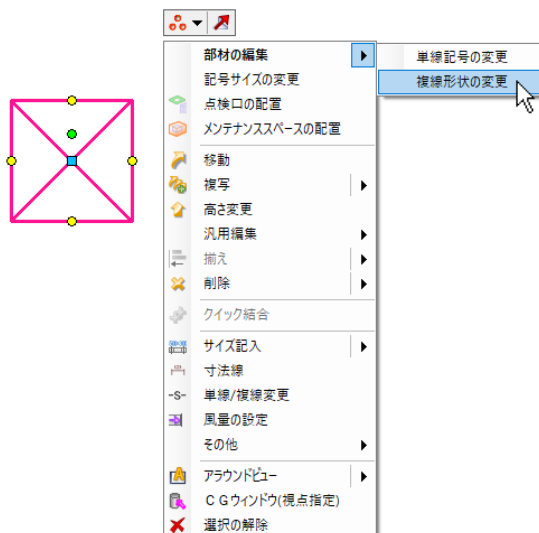 部材の編集
単線記号の変更
複線形状の変更
記号サイズの変更
点検口の配置
メンテナンススペースの配置
移動
複写
高さ変更
汎用編集
揃え
削除
クイック結合
サイズ記入
寸法線
-S- 単線/複線変更
風量の設定
その他
アラウンドビュー
ＣＧウィンドウ(視点指定)
選択の解除